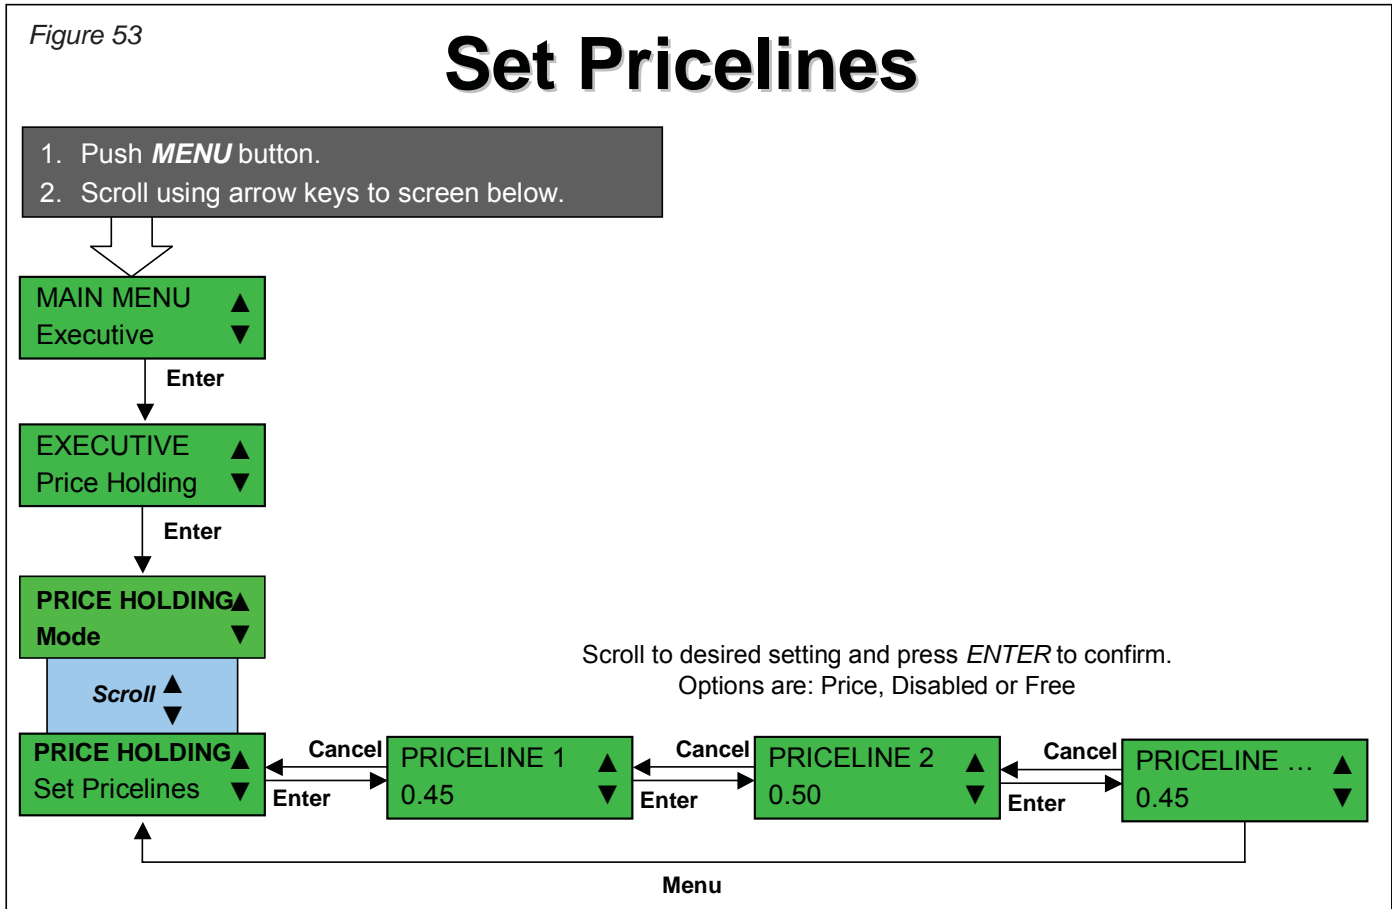 Figure 53
Set Pricelines
1. Push MENU button.
2. Scroll using arrow keys to screen below.
MAIN MENU ▲
Executive ▼
Enter
EXECUTIVE ▲
Price Holding ▼
Enter
PRICE HOLDING ▲
Mode ▼
Scroll ▲
▼
Scroll to desired setting and press ENTER to confirm.
Options are: Price, Disabled or Free
PRICE HOLDING ▲
Set Pricelines ▼
Cancel
Enter
PRICELINE 1 ▲
0.45 ▼
Cancel
Enter
PRICELINE 2 ▲
0.50 ▼
Cancel
Enter
PRICELINE … ▲
0.45 ▼
Menu